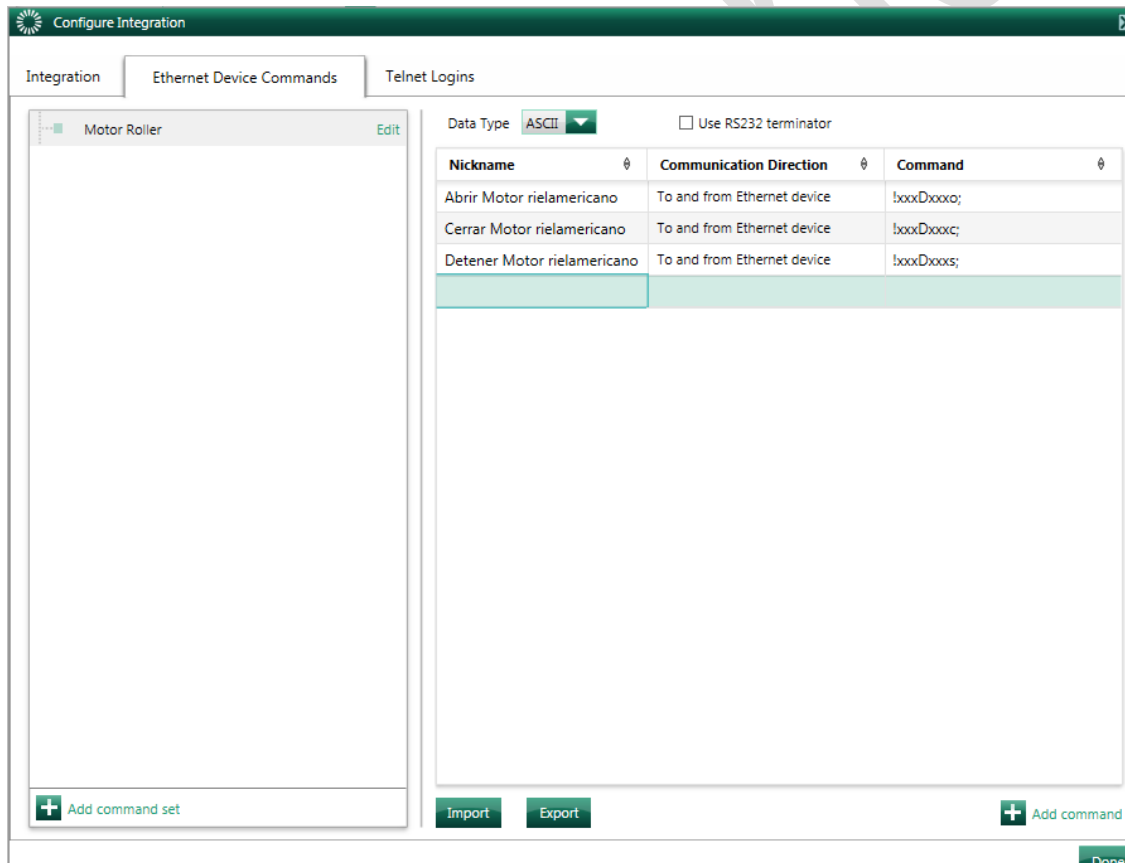 Configure Integration
Integration
Ethernet Device Commands
Telnet Logins
Motor Roller
Edit
Data Type
ASCII
Use RS232 terminator
Nickname
Communication Direction
Command
Abrir Motor rielamericano
To and from Ethernet device
!xxxDxxxo;
Cerrar Motor rielamericano
To and from Ethernet device
!xxxDxxxc;
Detener Motor rielamericano
To and from Ethernet device
!xxxDxxxs;
Add command set
Import
Export
Add command
Done